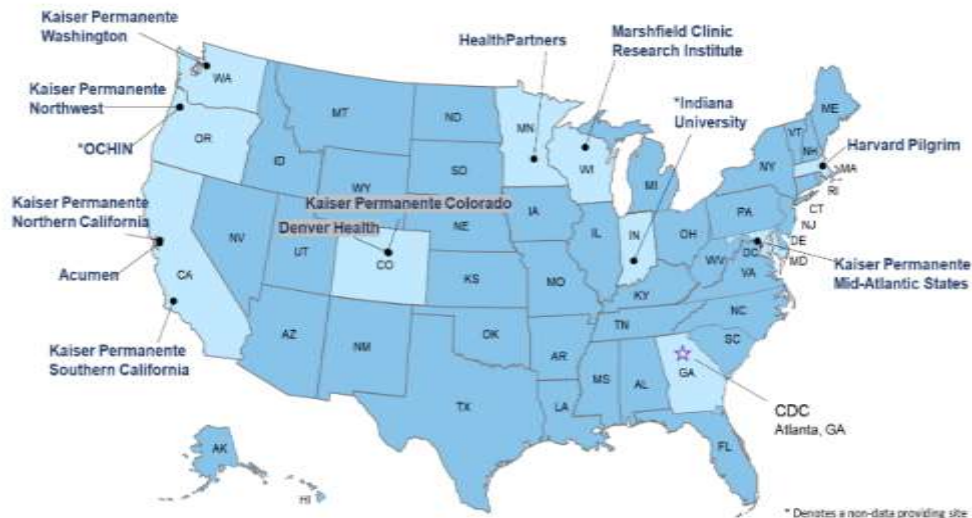 Kaiser Permanente
Washington
HealthPartners
Marshfield Clinic
Research Institute
Kaiser Permanente
Northwest
*OCHIN
*Indiana
University
Harvard Pilgrim
Kaiser Permanente
Northern California
Acumen
Kaiser Permanente Colorado
Denver Health
Kaiser Permanente
Mid-Atlantic States
Kaiser Permanente
Southern California
CDC
Atlanta, GA
WA
OR
CA
NV
ID
MT
WY
UT
CO
AZ
NM
ND
SD
NE
KS
OK
TX
MN
IA
MO
AR
LA
WI
IL
MI
IN
OH
KY
TN
MS
AL
GA
FL
SC
NC
VA
WV
PA
NY
VT
NH
ME
MA
RI
CT
NJ
DE
MD
DC
AK
HI
* Denotes a non-data providing site